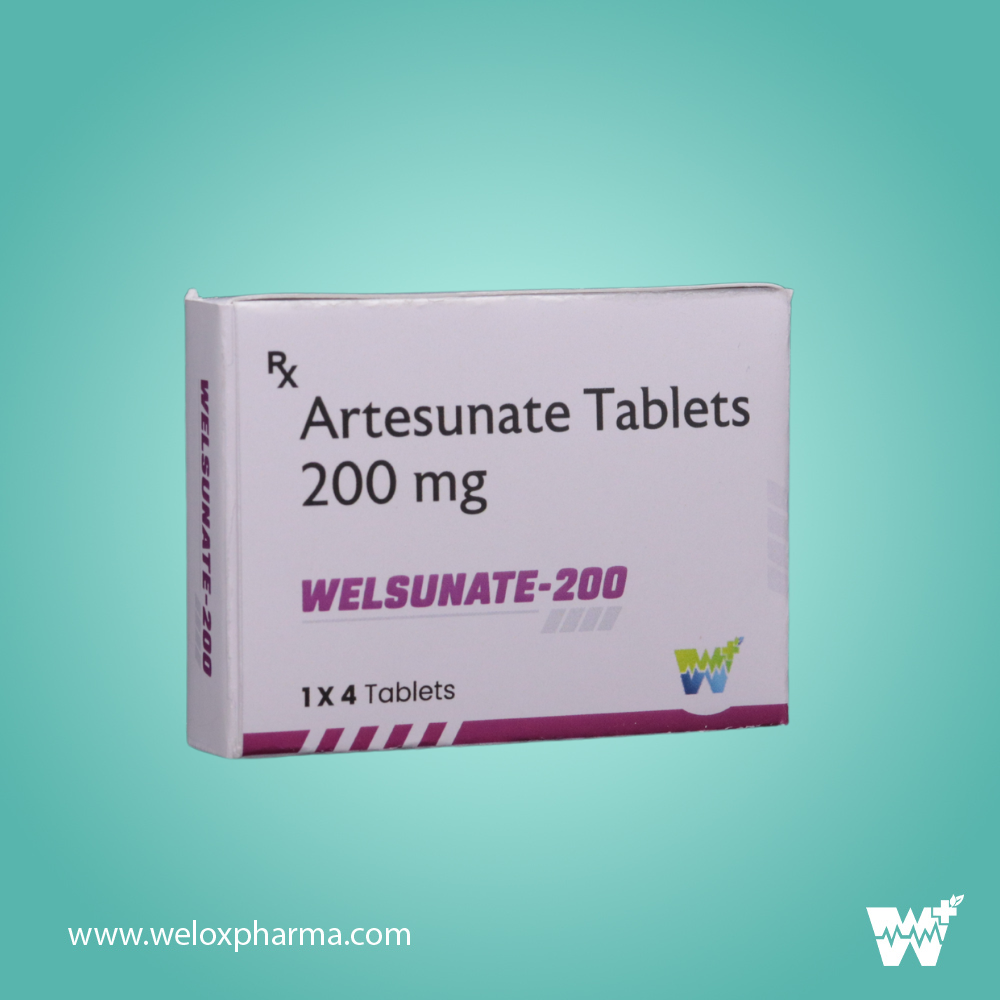 Rx
Artesunate Tablets
200 mg
WELSUNATE-200
1 X 4 Tablets
WELSUNATE-200
www.weloxpharma.com